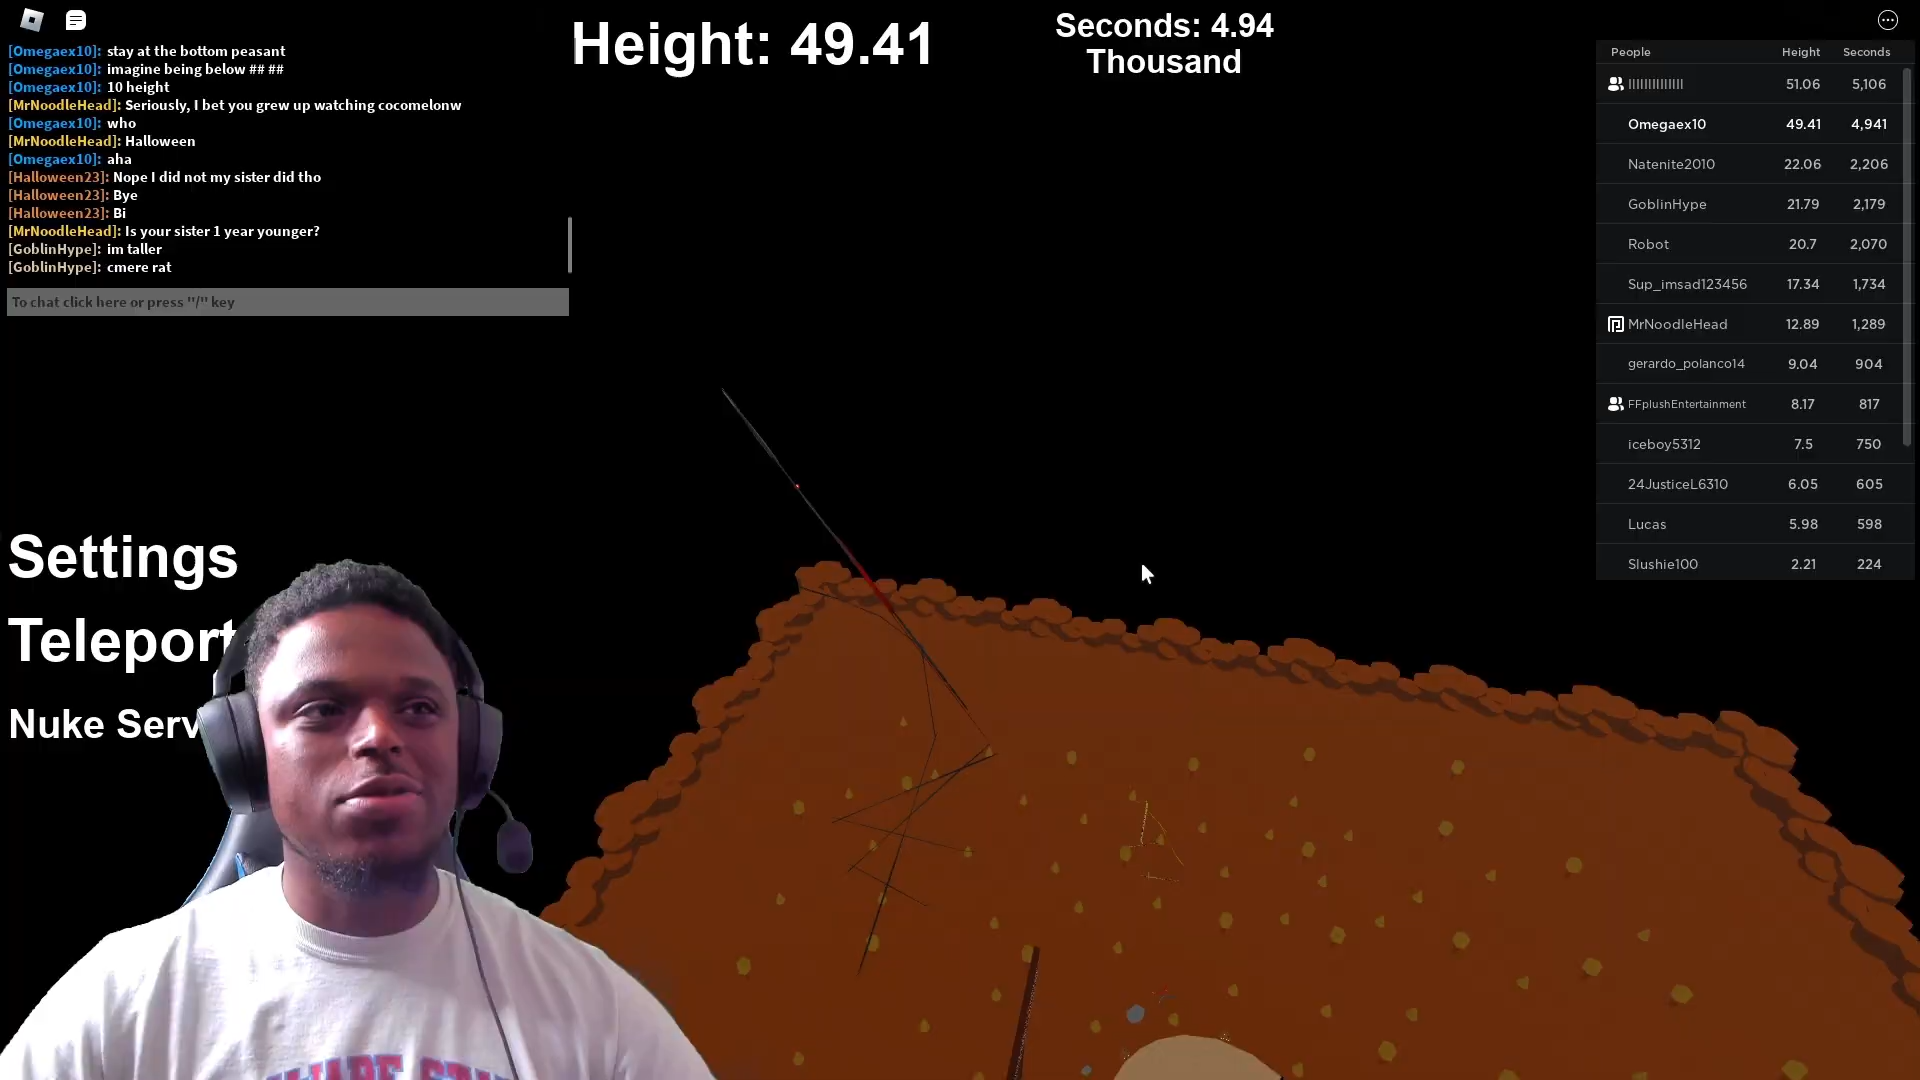 [Omegaex10]: stay at the bottom peasant
[Omegaex10]: imagine being below ## ##
[Omegaex10]: 10 height
[MrNoodleHead]: Seriously, I bet you grew up watching cocomelonw
[Omegaex10]: who
[MrNoodleHead]: Halloween
[Omegaex10]: aha
[Halloween23]: Nope I did not my sister did tho
[Halloween23]: Bye
[Halloween23]: Bi
[MrNoodleHead]: Is your sister 1 year younger?
[GoblinHype]: im taller
[GoblinHype]: cmere rat
To chat click here or press "/" key
Height: 49.41
Seconds: 4.94
Thousand
People Height Seconds
51.06 5,106
Omegaex10 49.41 4,941
Natenite2010 22.06 2,206
GoblinHype 21.79 2,179
Robot 20.7 2,070
Sup_imsad123456 17.34 1,734
MrNoodleHead 12.89 1,289
gerardo_polanco14 9.04 904
FFplushEntertainment 8.17 817
iceboy5312 7.5 750
24JusticeL6310 6.05 605
Lucas 5.98 598
Slushie100 2.21 224
Settings
Teleport
Nuke Serv